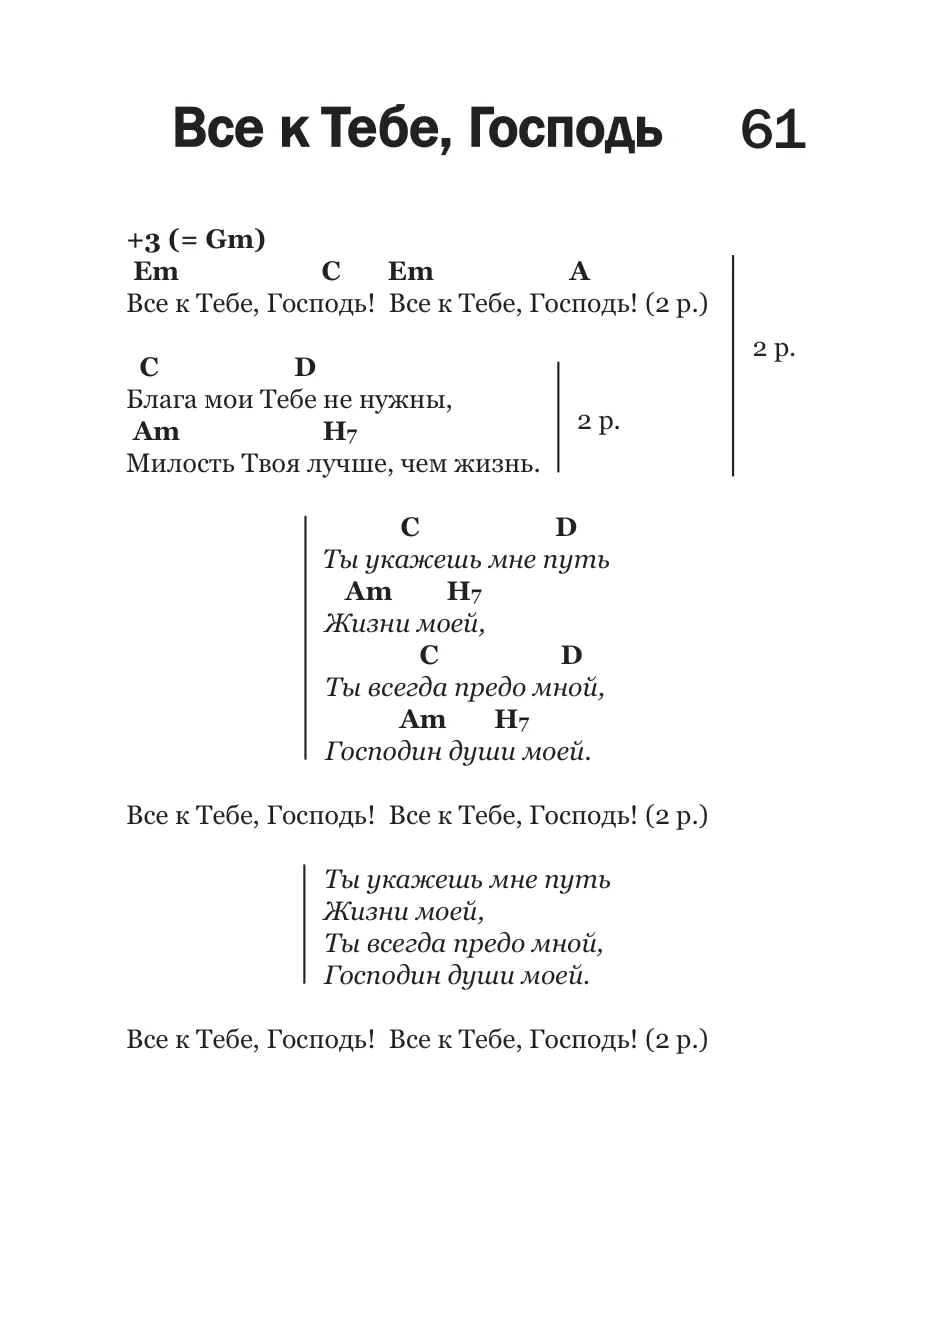 Все к Тебе, Господь 61
+3 (= Gm)
Em C Em A
Все к Тебе, Господь! Все к Тебе, Господь! (2 р.)
2 р.
C D
Блага мои Тебе не нужны,
2 р.
Am H7
Милость Твоя лучше, чем жизнь.
C D
Ты укажешь мне путь
Am H7
Жизни моей,
C D
Ты всегда предо мной,
Am H7
Господин души моей.
Все к Тебе, Господь! Все к Тебе, Господь! (2 р.)
Ты укажешь мне путь
Жизни моей,
Ты всегда предо мной,
Господин души моей.
Все к Тебе, Господь! Все к Тебе, Господь! (2 р.)